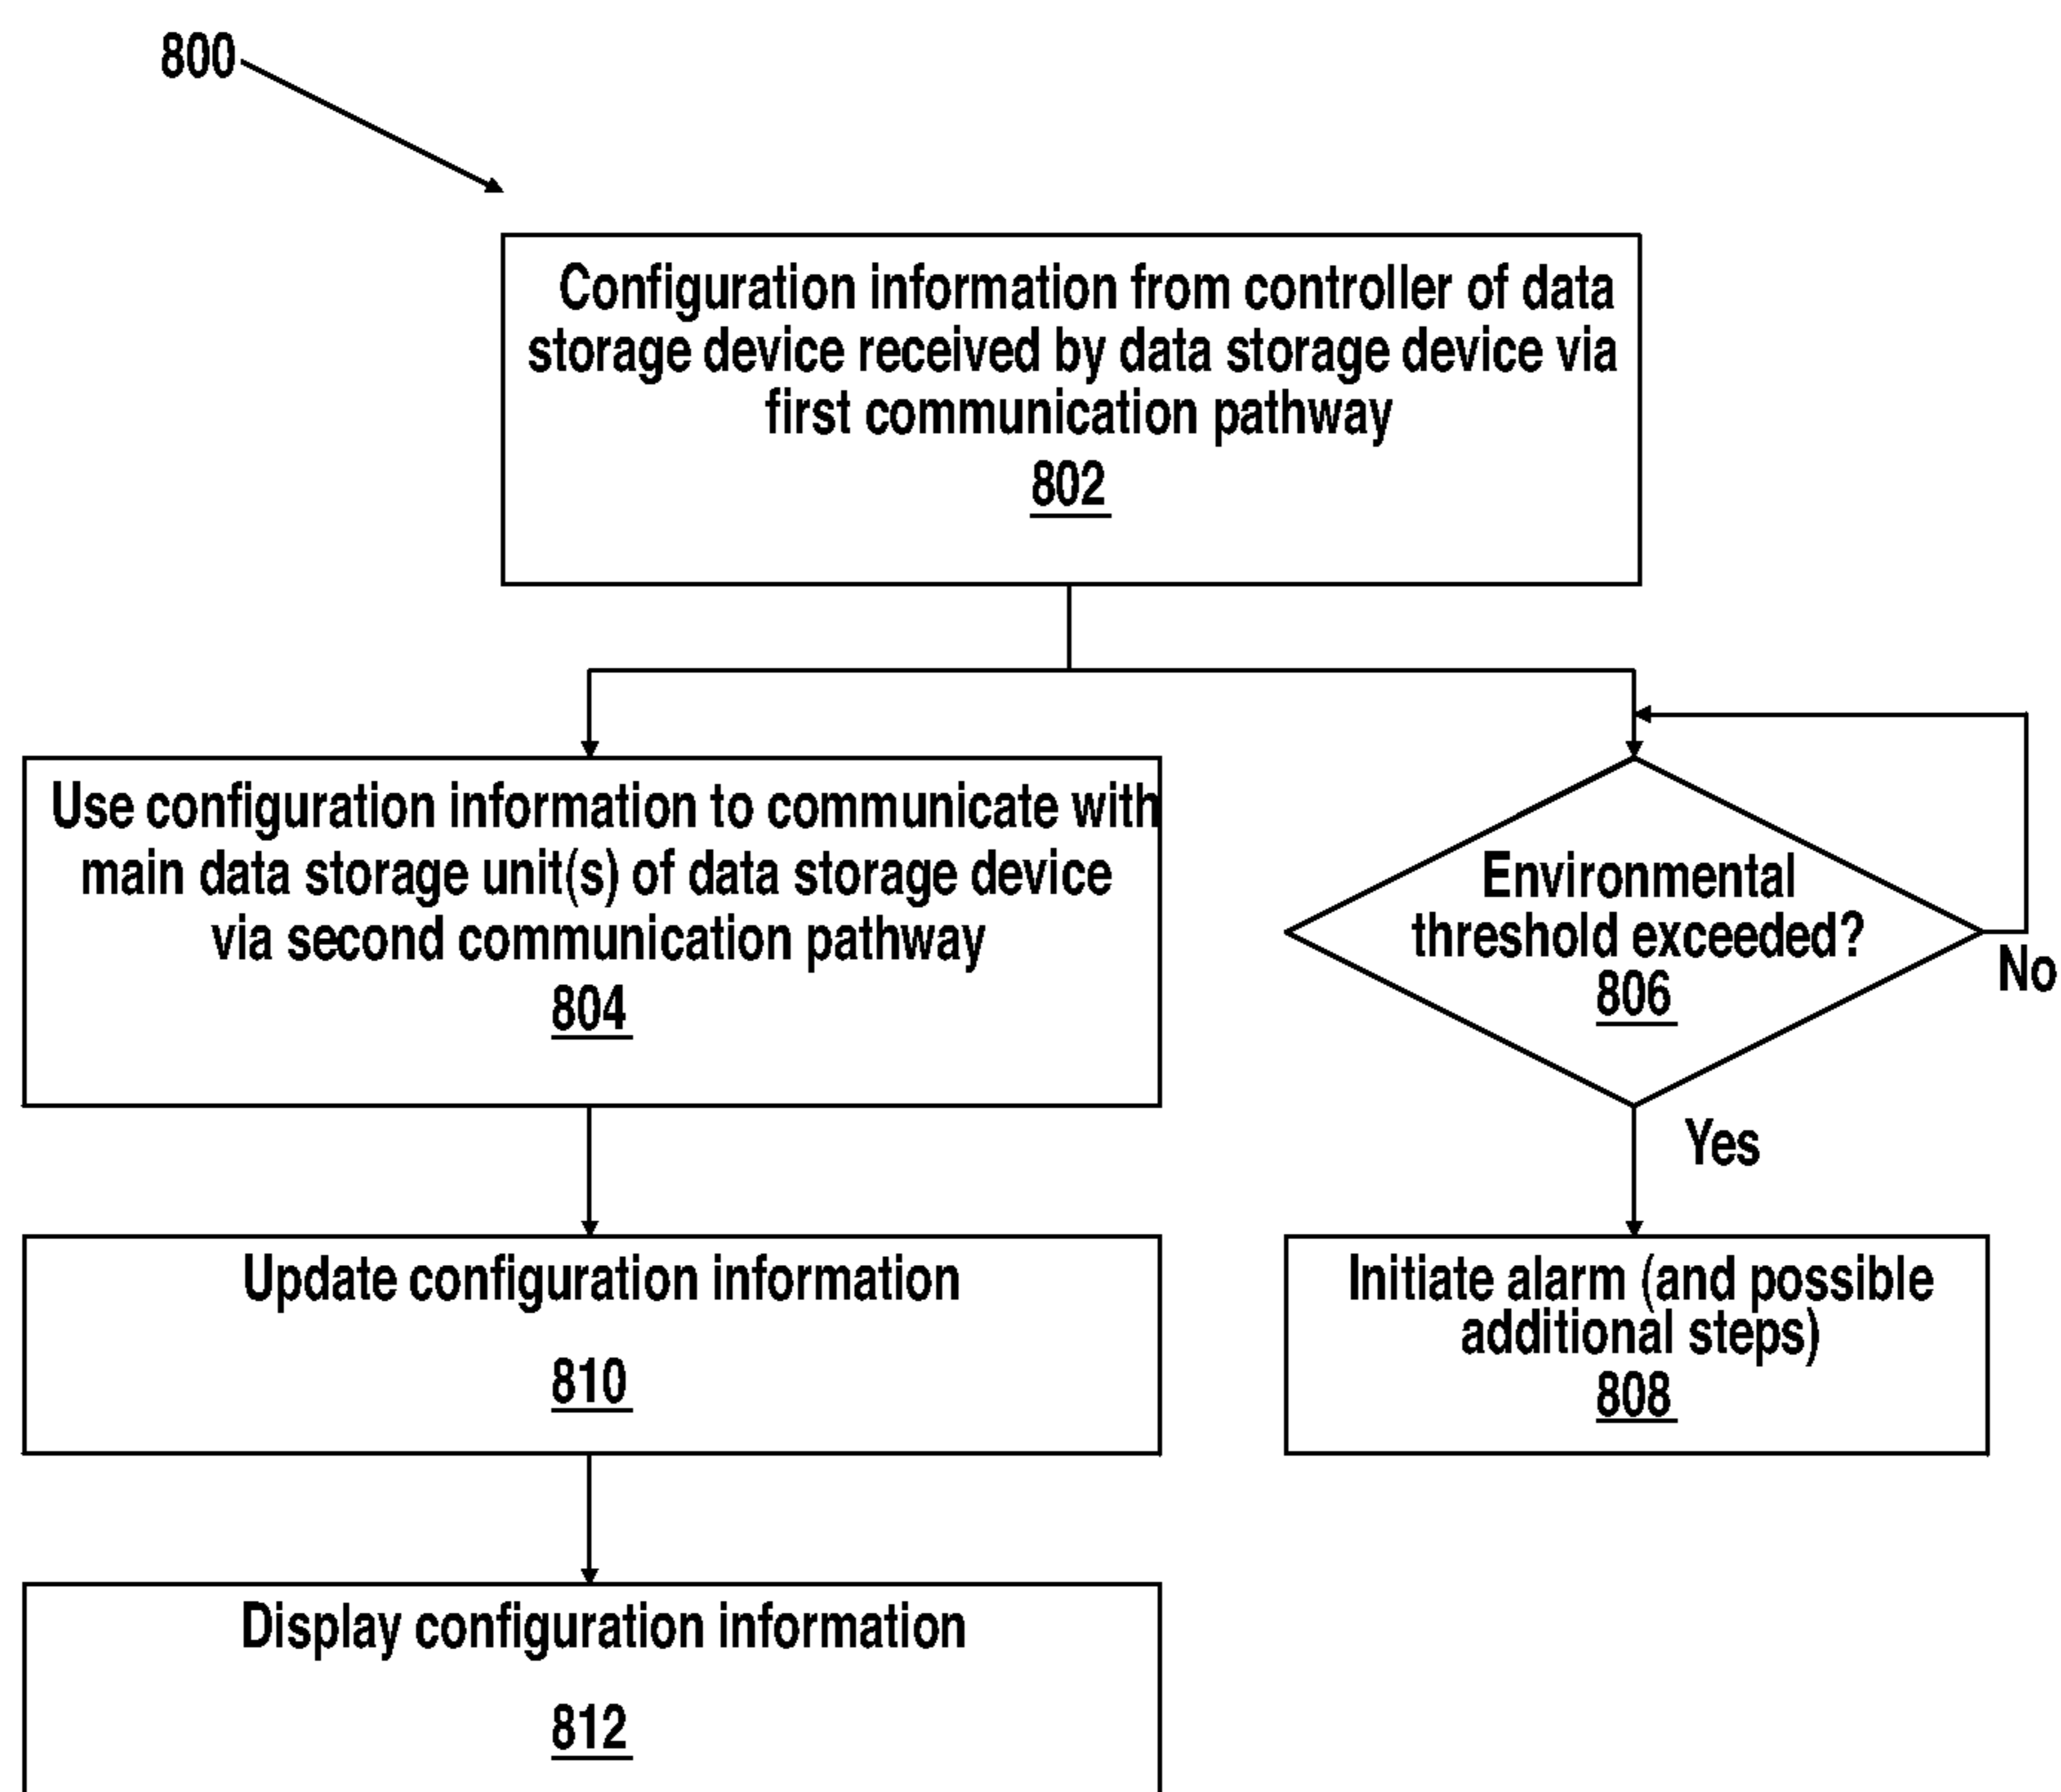 800
Configuration information from controller of data
storage device received by data storage device via
first communication pathway
802
Use configuration information to communicate with
main data storage unit(s) of data storage device
via second communication pathway
804
Environmental
threshold exceeded?
806
No
Yes
Update configuration information
810
Initiate alarm (and possible
additional steps)
808
Display configuration information
812